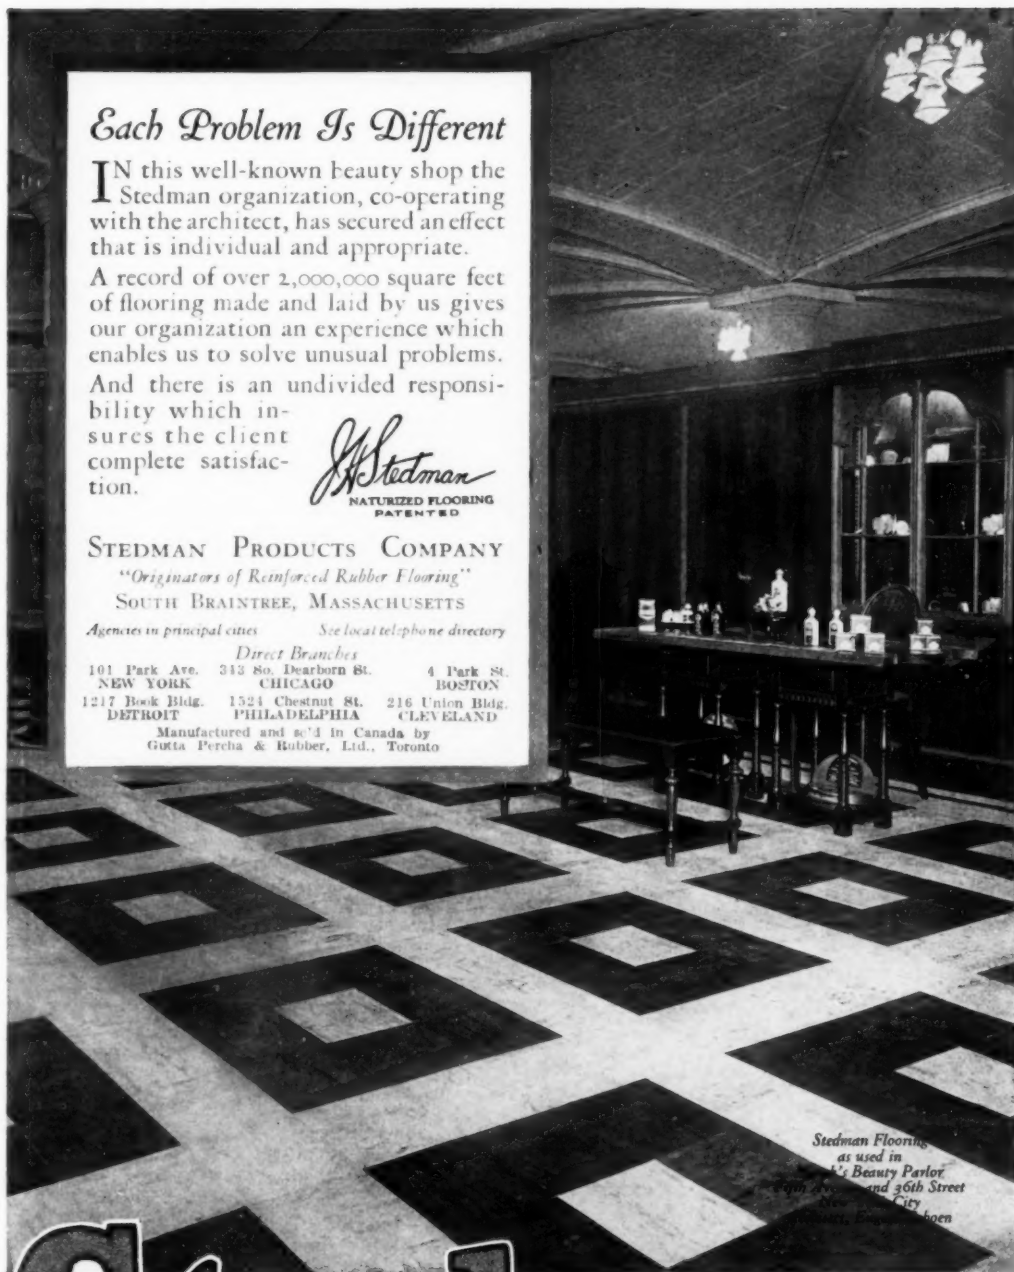 Each Problem Is Different
IN this well-known beauty shop the
Stedman organization, co-operating
with the architect, has secured an effect
that is individual and appropriate.
A record of over 2,000,000 square feet
of flooring made and laid by us gives
our organization an experience which
enables us to solve unusual problems.
And there is an undivided responsi-
bility which in-
sures the client
complete satisfac-
tion.
JHStedman
NATURIZED FLOORING
PATENTED
STEDMAN PRODUCTS COMPANY
"Originators of Reinforced Rubber Flooring"
SOUTH BRAINTREE, MASSACHUSETTS
Agencies in principal cities See local telephone directory
Direct Branches
101 Park Ave. 343 So. Dearborn St. 4 Park St.
NEW YORK CHICAGO BOSTON
1217 Book Bldg. 1524 Chestnut St. 216 Union Bldg.
DETROIT PHILADELPHIA CLEVELAND
Manufactured and sold in Canada by
Gutta Percha & Rubber, Ltd., Toronto
Stedman Flooring
as used in
Beauty Parlor
and 36th Street
City